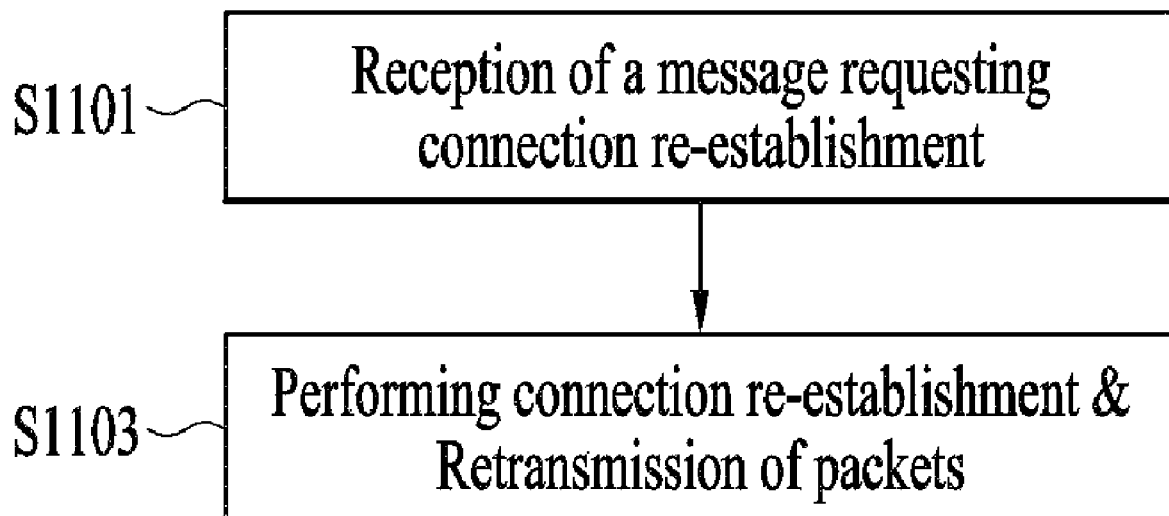 S1101
Reception of a message requesting
connection re-establishment
S1103
Performing connection re-establishment &
Retransmission of packets